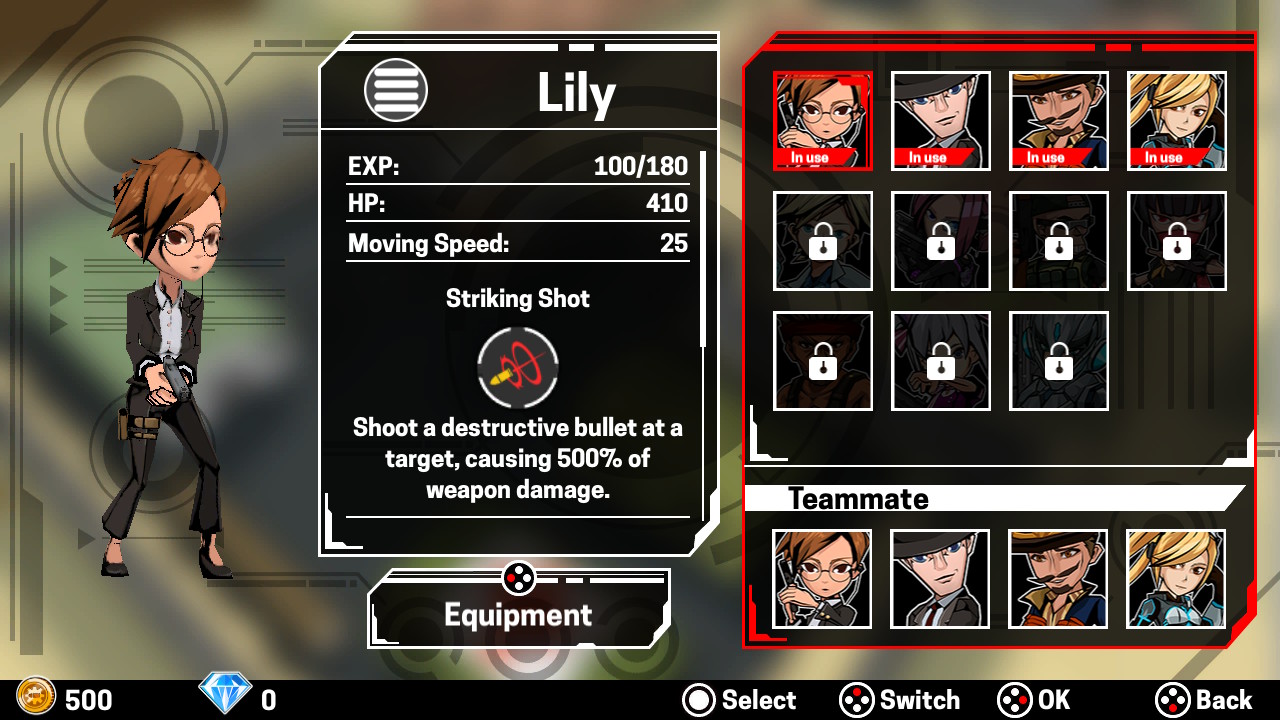 Lily
EXP: 100/180
HP: 410
Moving Speed: 25
Striking Shot
Shoot a destructive bullet at a
target, causing 500% of
weapon damage.
Equipment
In use In use In use In use
Teammate
500 0 Select Switch OK Back